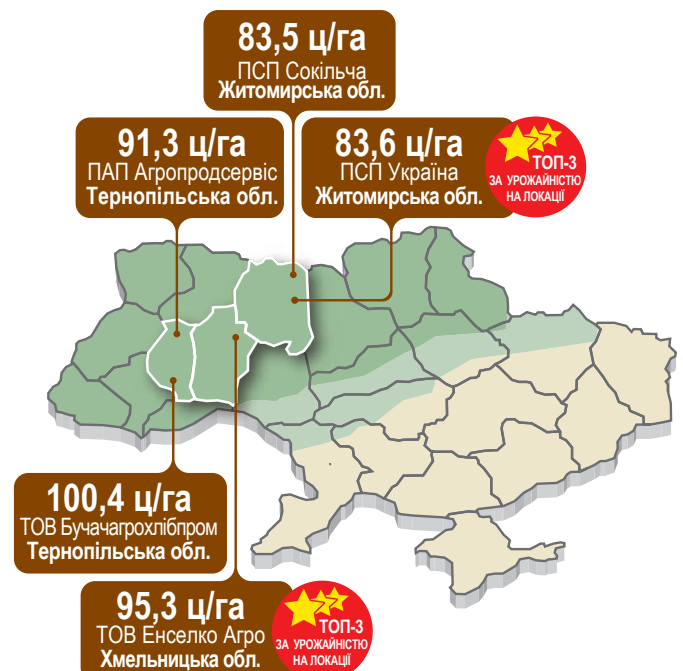 83,5 ц/га
ПСП Сокільча
Житомирська обл.
91,3 ц/га
ПАП Агропродсервіс
Тернопільська обл.
83,6 ц/га
ПСП Україна
Житомирська обл.
ТОП-3
ЗА УРОЖАЙНІСТЮ
НА ЛОКАЦІЇ
100,4 ц/га
ТОВ Бучачагрохлібпром
Тернопільська обл.
95,3 ц/га
ТОВ Енселко Агро
Хмельницька обл.
ТОП-3
ЗА УРОЖАЙНІСТЮ
НА ЛОКАЦІЇ